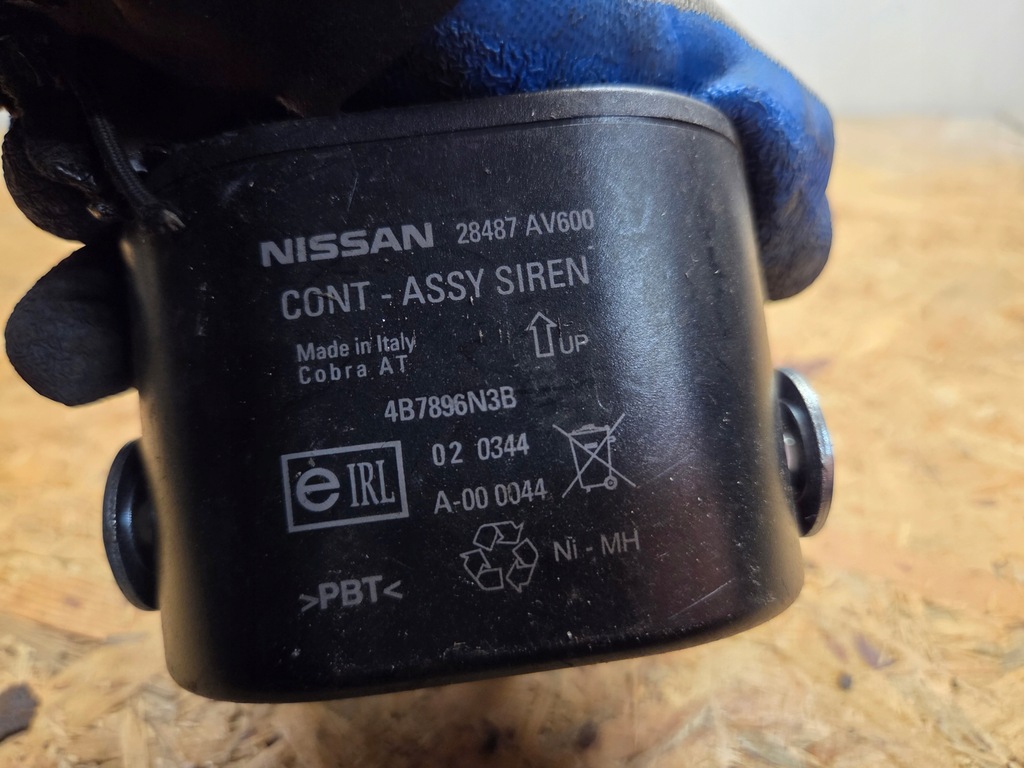 NISSAN 28487 AV600
CONT - ASSY SIREN
Made in Italy
Cobra AT
UP
4B7896N3B
e IRL
02 0344
A-00 0044
Ni - MH
>PBT<